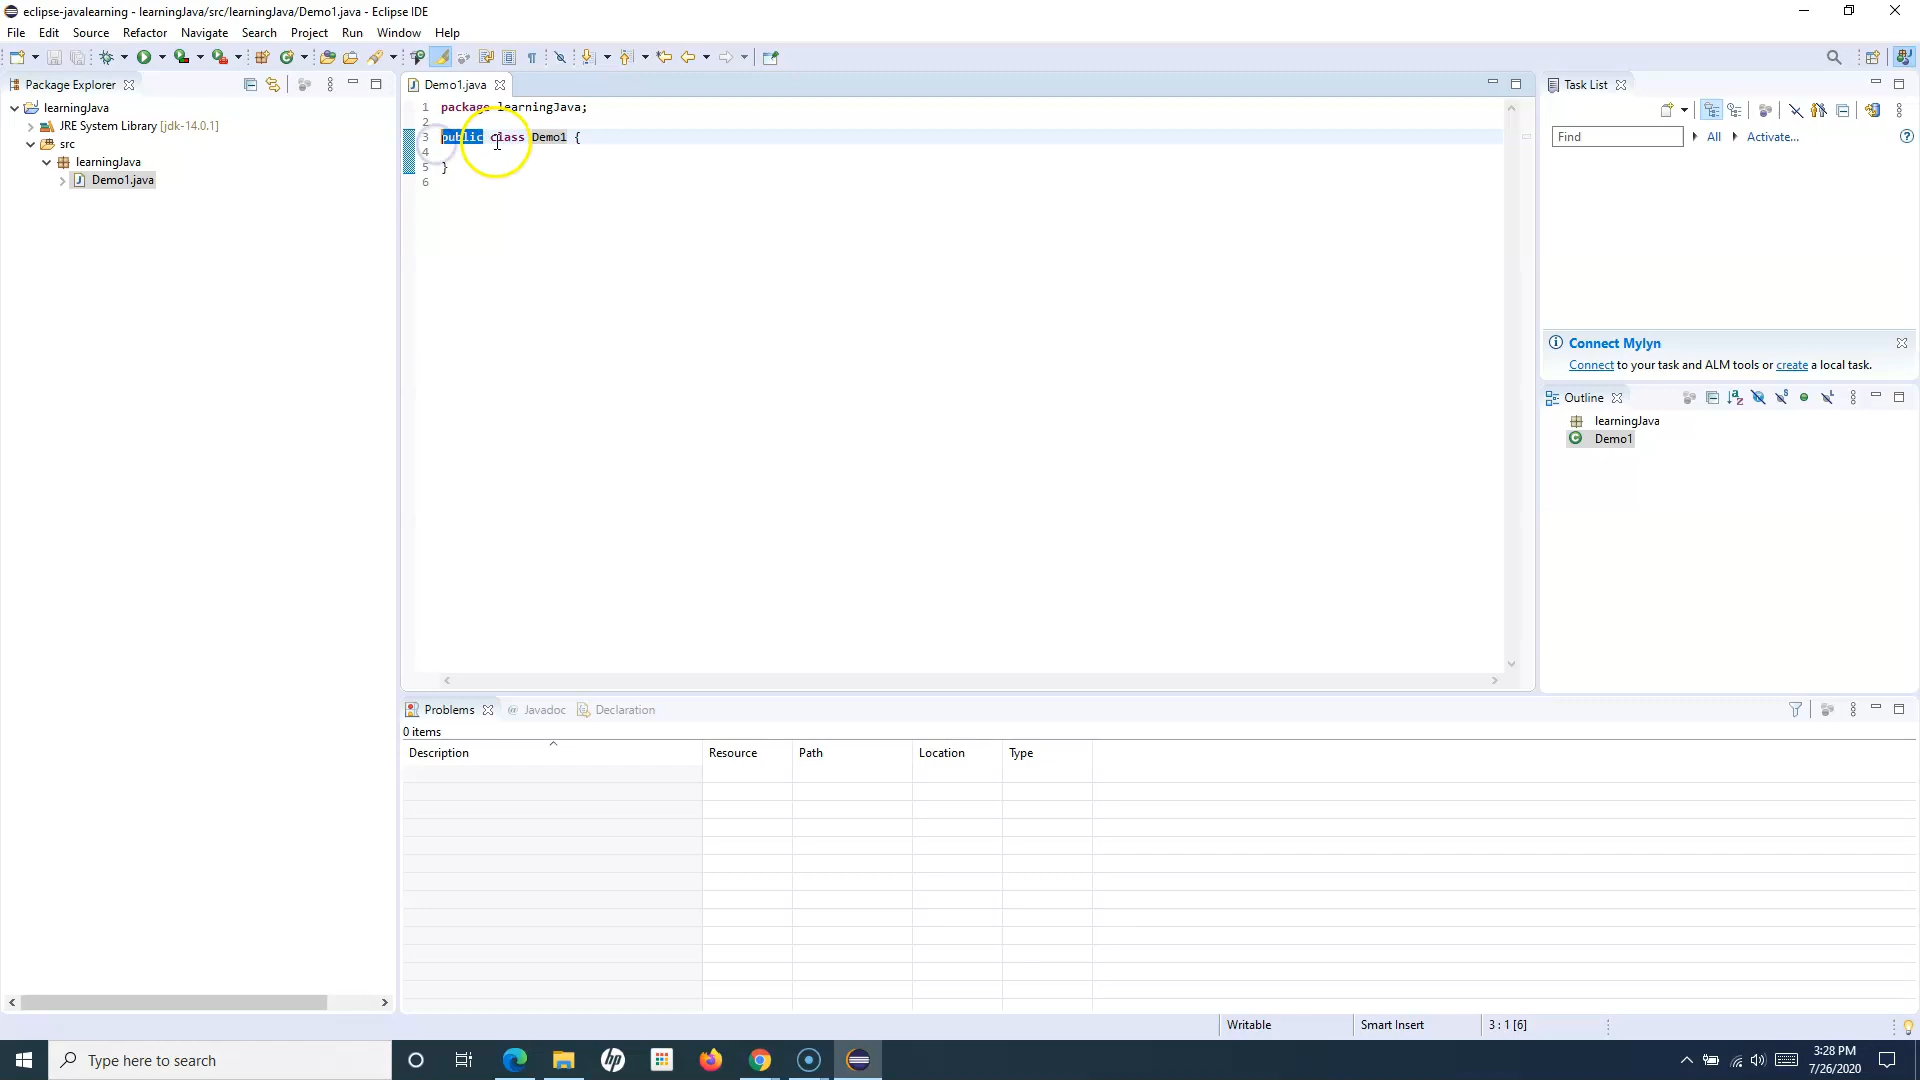 eclipse-javalearning - learningJava/src/learningJava/Demo1.java - Eclipse IDE
File Edit Source Refactor Navigate Search Project Run Window Help
Package Explorer
learningJava
JRE System Library [jdk-14.0.1]
src
learningJava
Demo1.java
Demo1.java
1 package learningJava;
2
3 public class Demo1 {
4
5 }
6
Task List
Find All Activate...
Connect Mylyn
Connect to your task and ALM tools or create a local task.
Outline
learningJava
Demo1
Problems @ Javadoc Declaration
0 items
Description Resource Path Location Type
Writable Smart Insert 3 : 1 [6]
Type here to search
hp
3:28 PM
7/26/2020